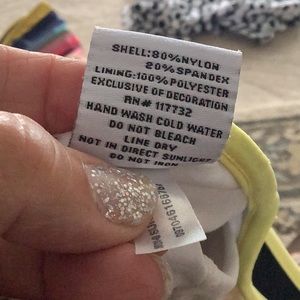 SHELL:80%NYLON
20%SPANDEX
LINING:100%POLYESTER
EXCLUSIVE OF DECORATION
RN# 117732
HAND WASH COLD WATER
DO NOT BLEACH
LINE DRY
NOT IN DIRECT SUNLIGHT
DO NOT IRON